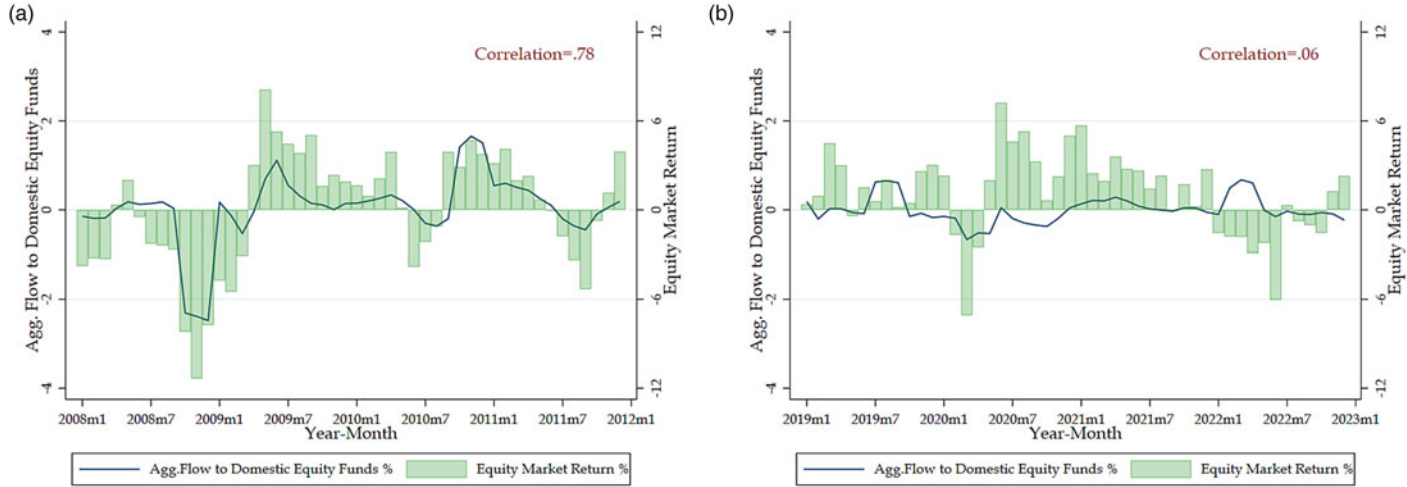 (a)
Correlation=.78
Agg. Flow to Domestic Equity Funds
4
2
0
-2
-4
Equity Market Return
12
6
0
-6
-12
2008m1 2008m7 2009m1 2009m7 2010m1 2010m7 2011m1 2011m7 2012m1
Year-Month
Agg.Flow to Domestic Equity Funds % Equity Market Return %
(b)
Correlation=.06
Agg. Flow to Domestic Equity Funds
4
2
0
-2
-4
Equity Market Return
12
6
0
-6
-12
2019m1 2019m7 2020m1 2020m7 2021m1 2021m7 2022m1 2022m7 2023m1
Year-Month
Agg.Flow to Domestic Equity Funds % Equity Market Return %